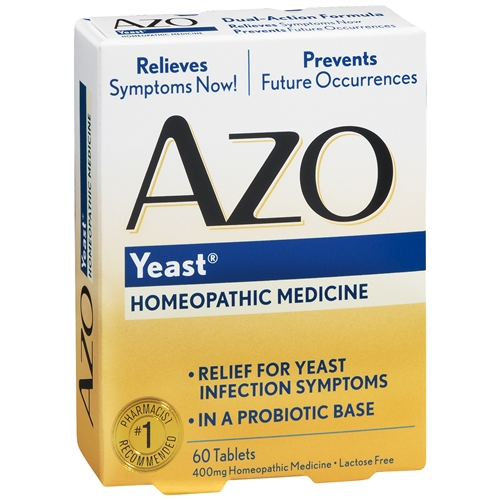 AZO
Yeast®
Dual-Action Formula
Relieves Symptoms Now
Prevents Future Occurrences
Relieves
Symptoms Now!
Prevents
Future Occurrences
AZO
Yeast®
HOMEOPATHIC MEDICINE
• RELIEF FOR YEAST
INFECTION SYMPTOMS
• IN A PROBIOTIC BASE
60 Tablets
400mg Homeopathic Medicine • Lactose Free
PHARMACIST
#1
RECOMMENDED
AZO
Yeast®
HOMEOPATHIC MEDICINE